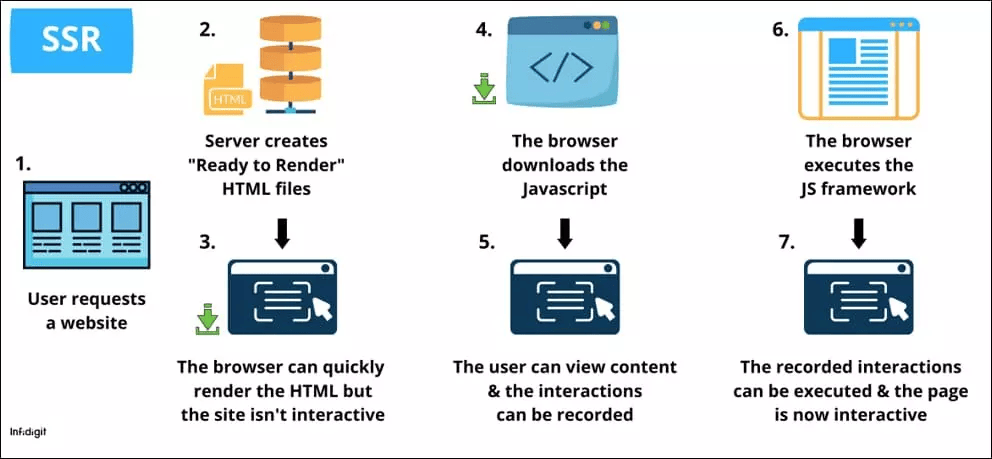 SSR
1.
User requests
a website
2.
HTML
Server creates
"Ready to Render"
HTML files
3.
The browser can quickly
render the HTML but
the site isn't interactive
4.
</>
The browser
downloads the
Javascript
5.
The user can view content
& the interactions
can be recorded
6.
The browser
executes the
JS framework
7.
The recorded interactions
can be executed & the page
is now interactive
Infidigit